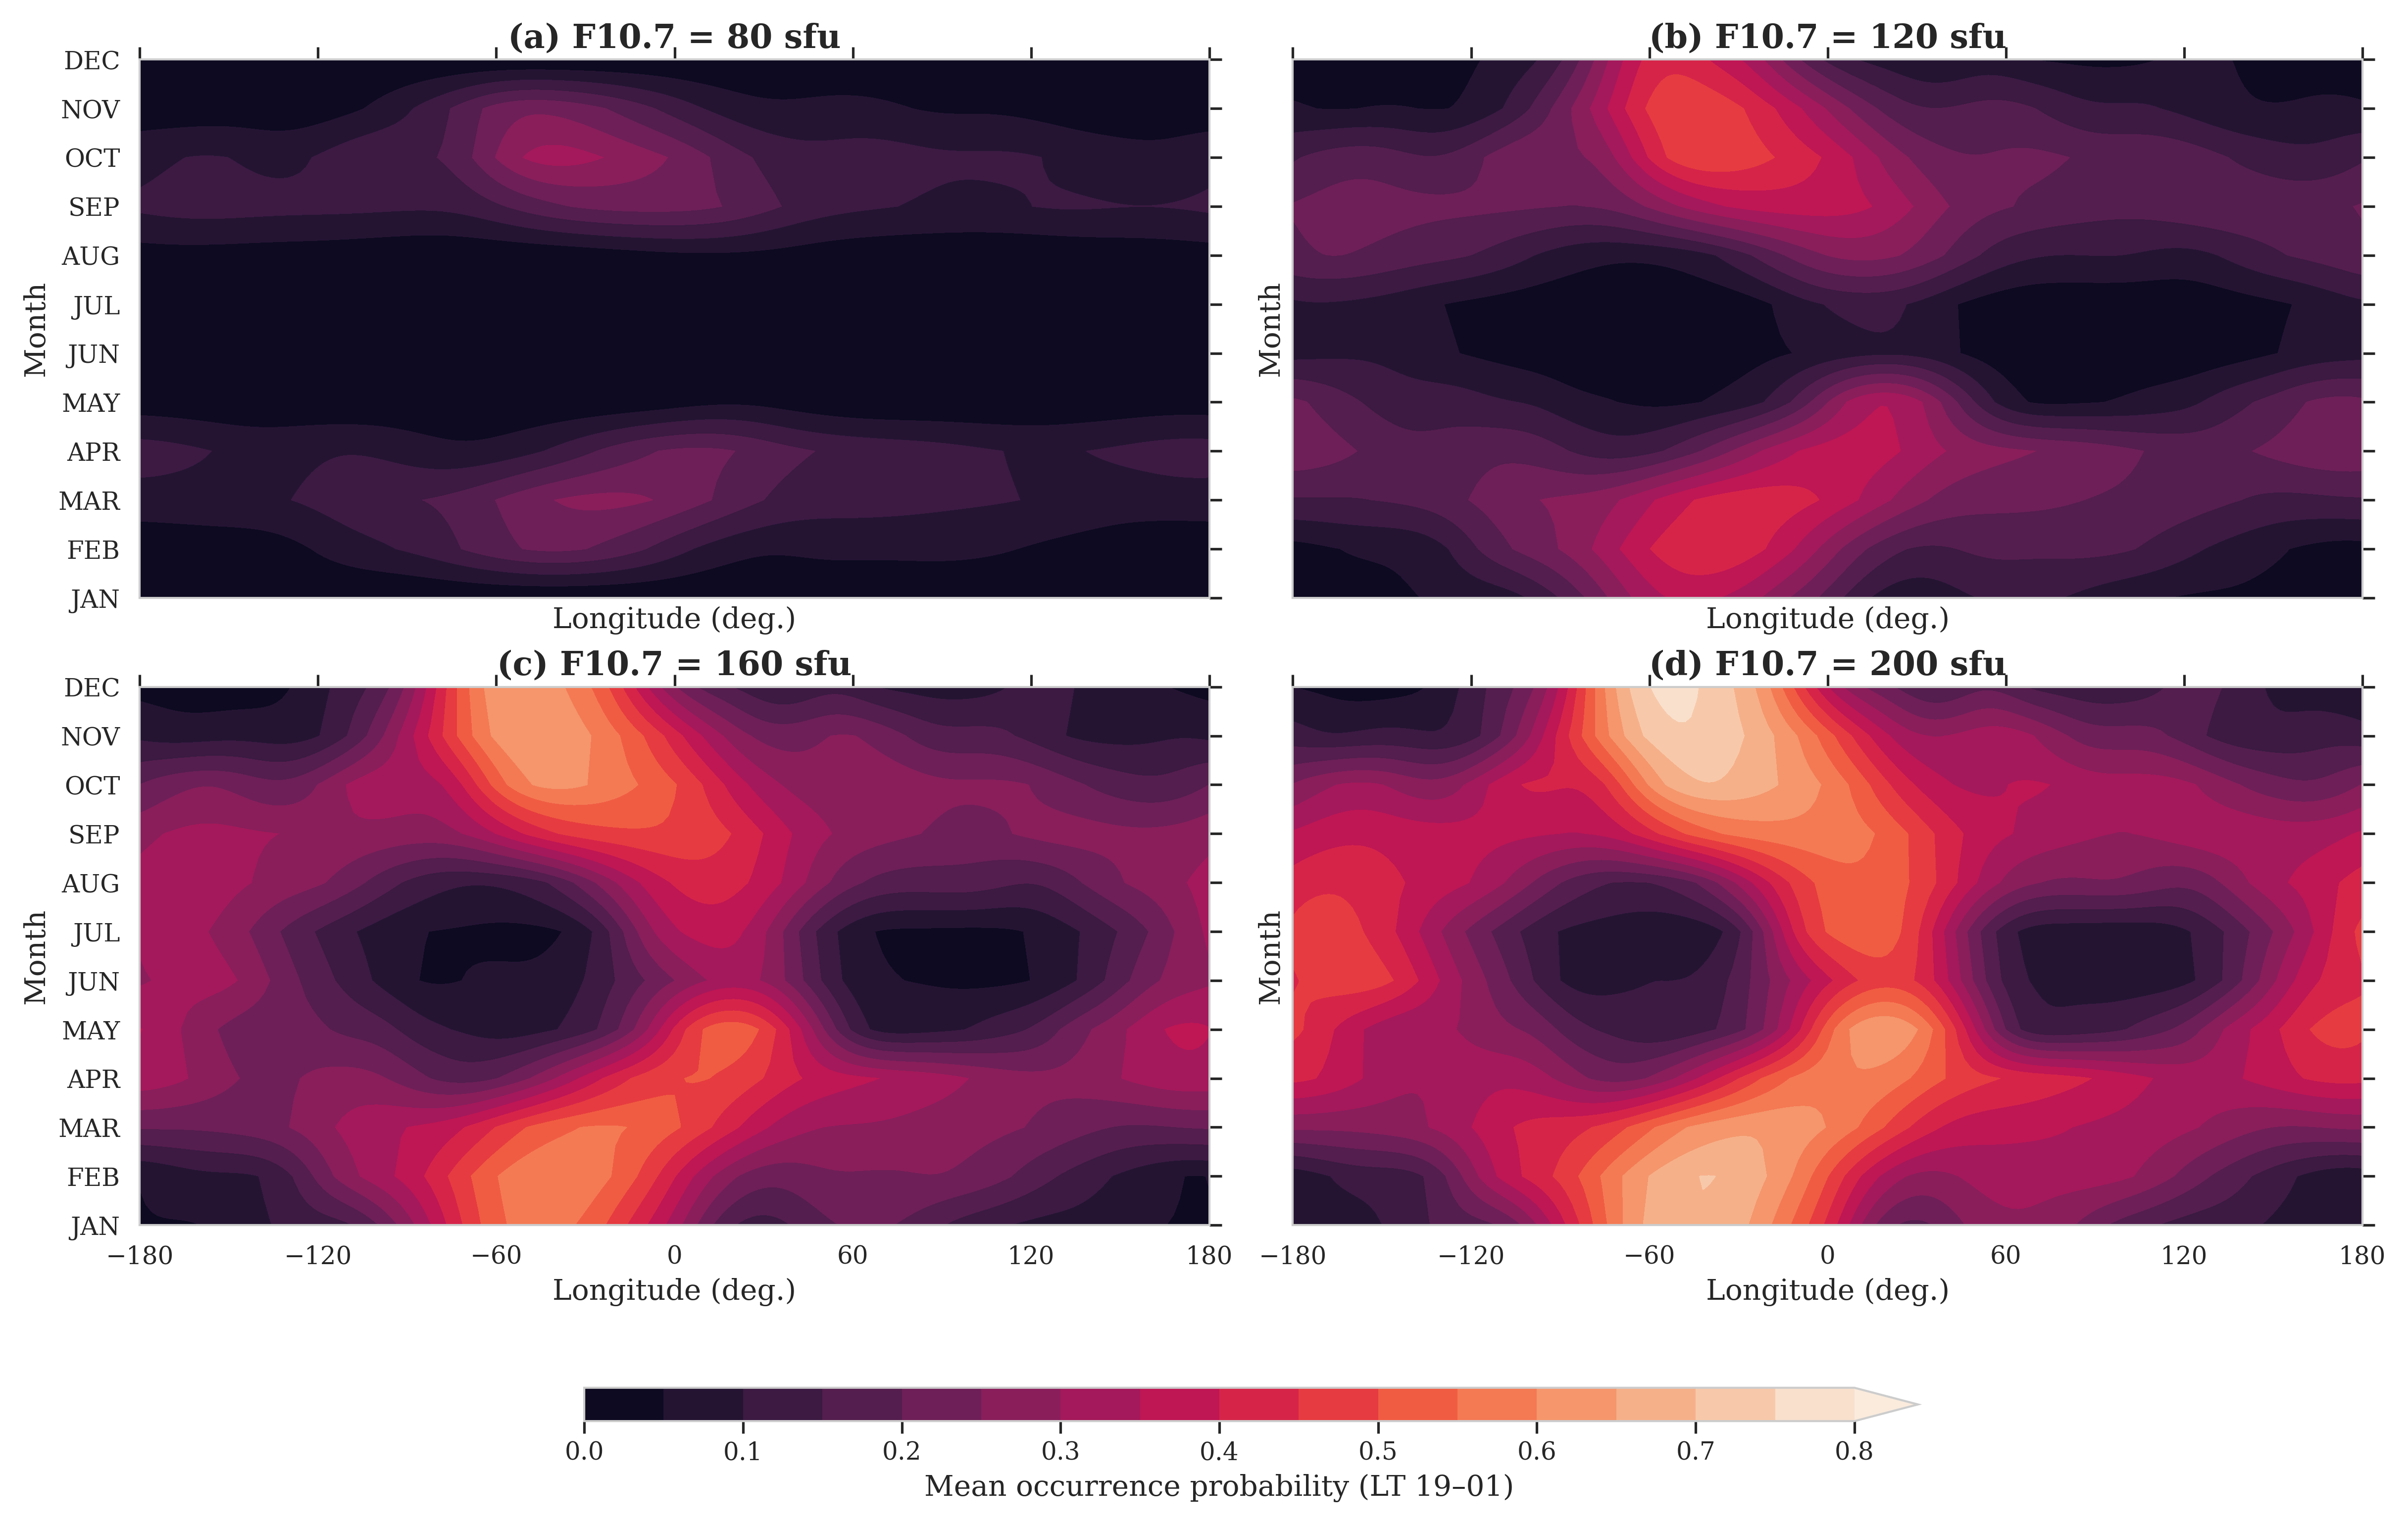 (a) F10.7 = 80 sfu
DEC
NOV
OCT
SEP
AUG
JUL
JUN
MAY
APR
MAR
FEB
JAN
Month
Longitude (deg.)
(b) F10.7 = 120 sfu
Month
Longitude (deg.)
(c) F10.7 = 160 sfu
DEC
NOV
OCT
SEP
AUG
JUL
JUN
MAY
APR
MAR
FEB
JAN
Month
−180 −120 −60 0 60 120 180
Longitude (deg.)
(d) F10.7 = 200 sfu
Month
−180 −120 −60 0 60 120 180
Longitude (deg.)
0.0 0.1 0.2 0.3 0.4 0.5 0.6 0.7 0.8
Mean occurrence probability (LT 19–01)